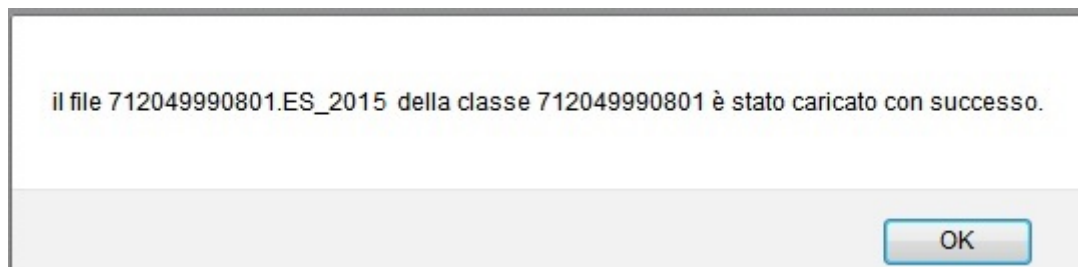 il file 712049990801.ES_2015 della classe 712049990801 è stato caricato con successo.
OK